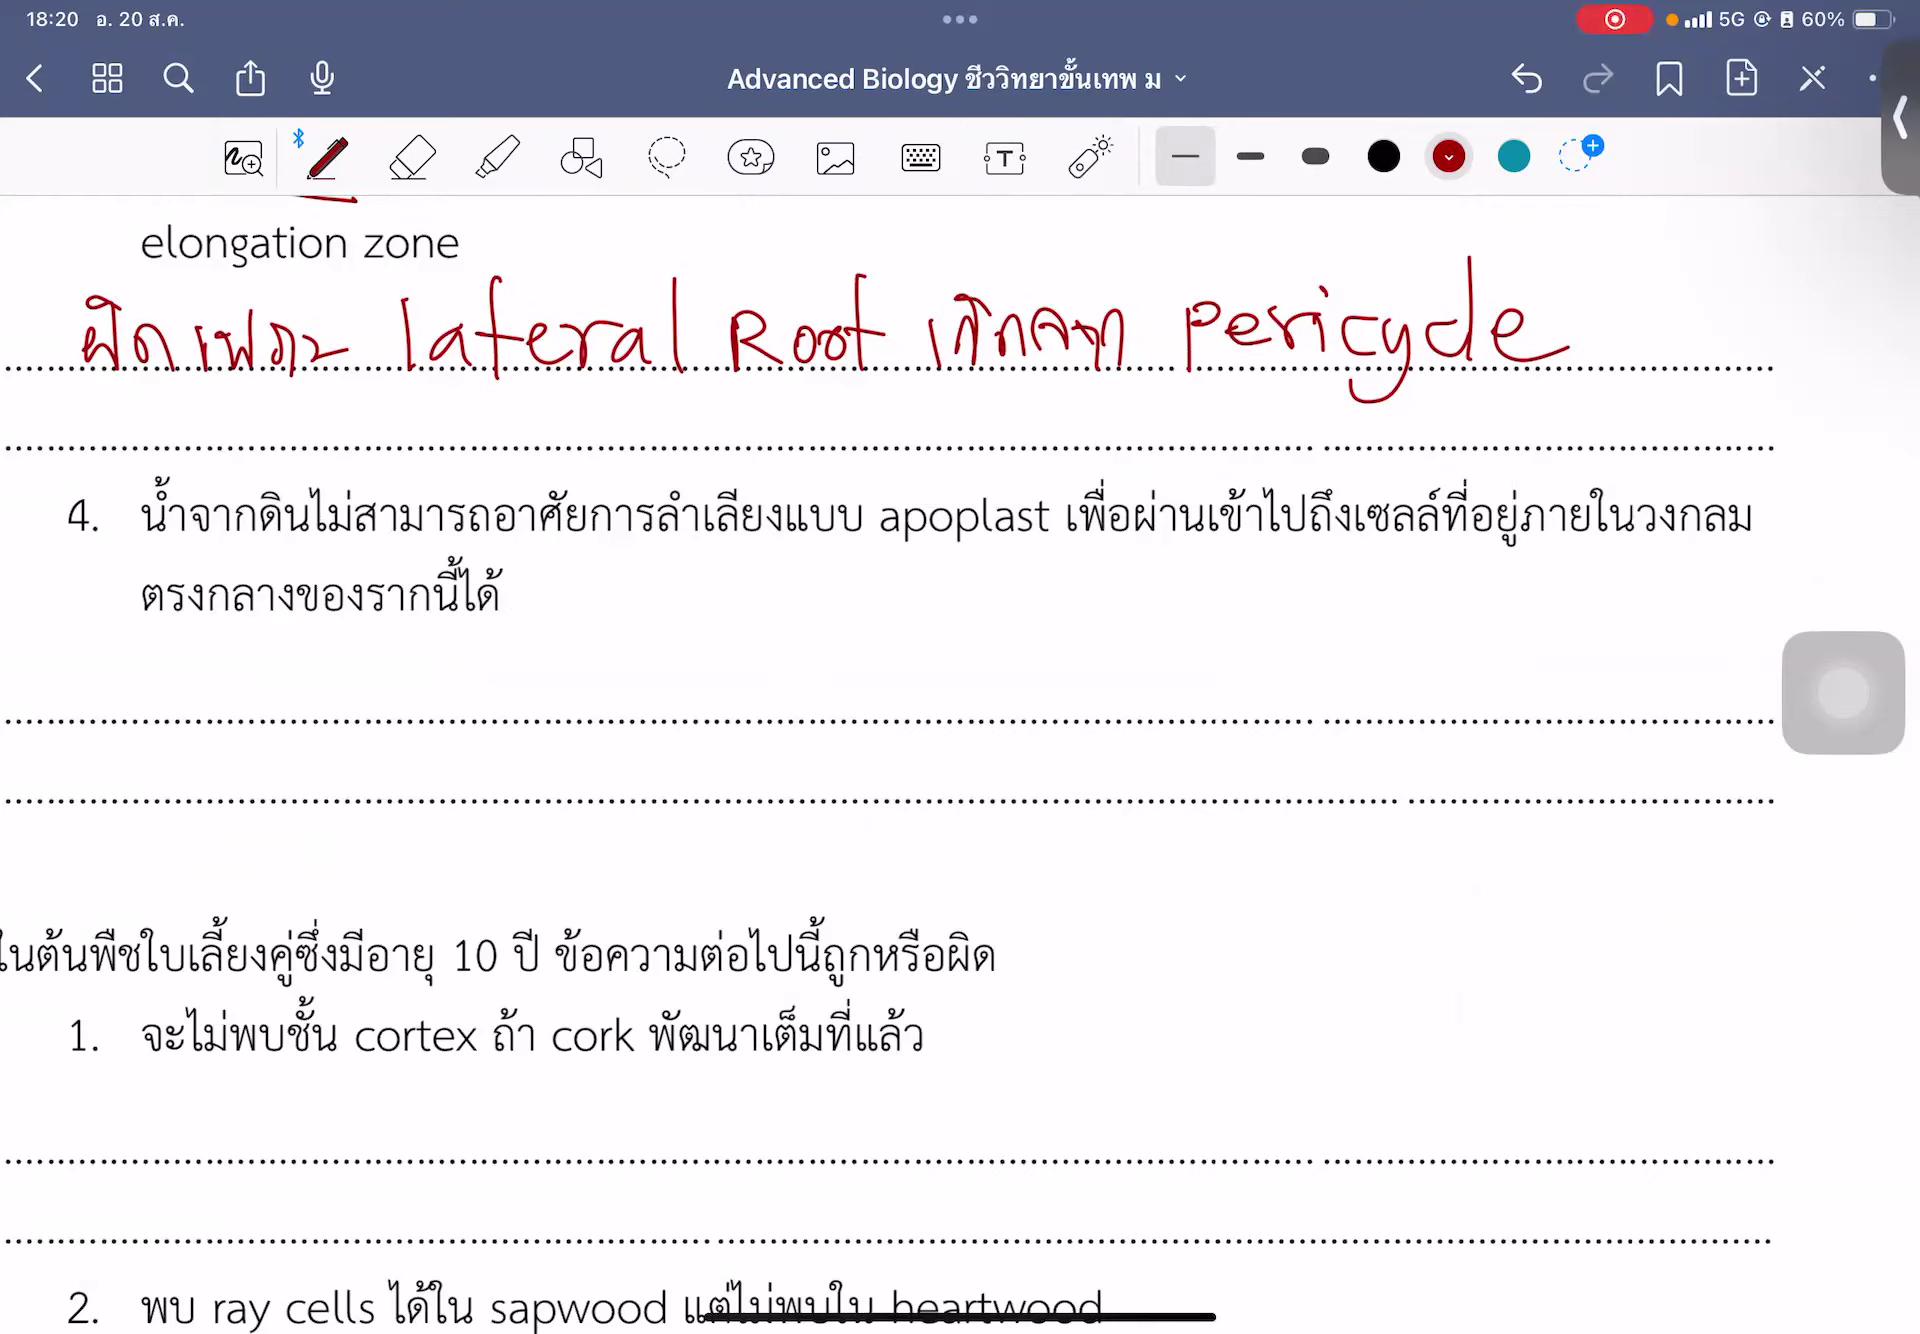 18:20 อ. 20 ส.ค.
5G 60%
Advanced Biology ชีววิทยาขั้นเทพ ม
elongation zone
ผิด เพราะ lateral Root เกิดจาก pericycle
4. น้ำจากดินไม่สามารถอาศัยการลำเลียงแบบ apoplast เพื่อผ่านเข้าไปถึงเซลล์ที่อยู่ภายในวงกลม
ตรงกลางของรากนี้ได้
ในต้นพืชใบเลี้ยงคู่ซึ่งมีอายุ 10 ปี ข้อความต่อไปนี้ถูกหรือผิด
1. จะไม่พบชั้น cortex ถ้า cork พัฒนาเต็มที่แล้ว
2. พบ ray cells ได้ใน sapwood แต่ไม่พบใน heartwood